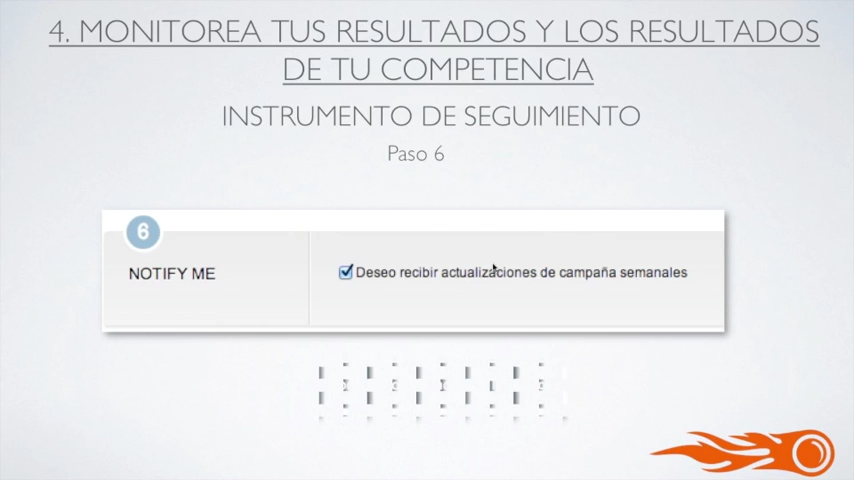 4. MONITOREA TUS RESULTADOS Y LOS RESULTADOS
DE TU COMPETENCIA
INSTRUMENTO DE SEGUIMIENTO
Paso 6
6
NOTIFY ME
Deseo recibir actualizaciones de campaña semanales